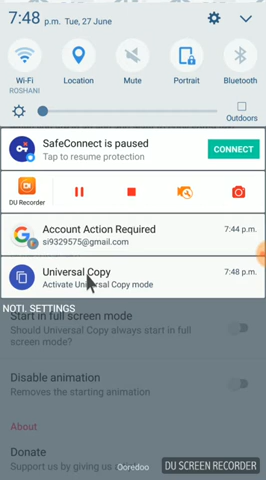 7:48 p.m. Tue, 27 June
Wi-Fi
ROSHANI
Location
Mute
Portrait
Bluetooth
Outdoors
SafeConnect is paused
Tap to resume protection
CONNECT
DU Recorder
Account Action Required
7:44 p.m.
si9329575@gmail.com
Universal Copy
7:48 p.m.
Activate Universal Copy mode
NOTI. SETTINGS
Start in full screen mode
Should Universal Copy always start in full
screen mode?
Disable animation
Removes the starting animation
About
Donate
Support us by giving us
Ooredoo
DU SCREEN RECORDER